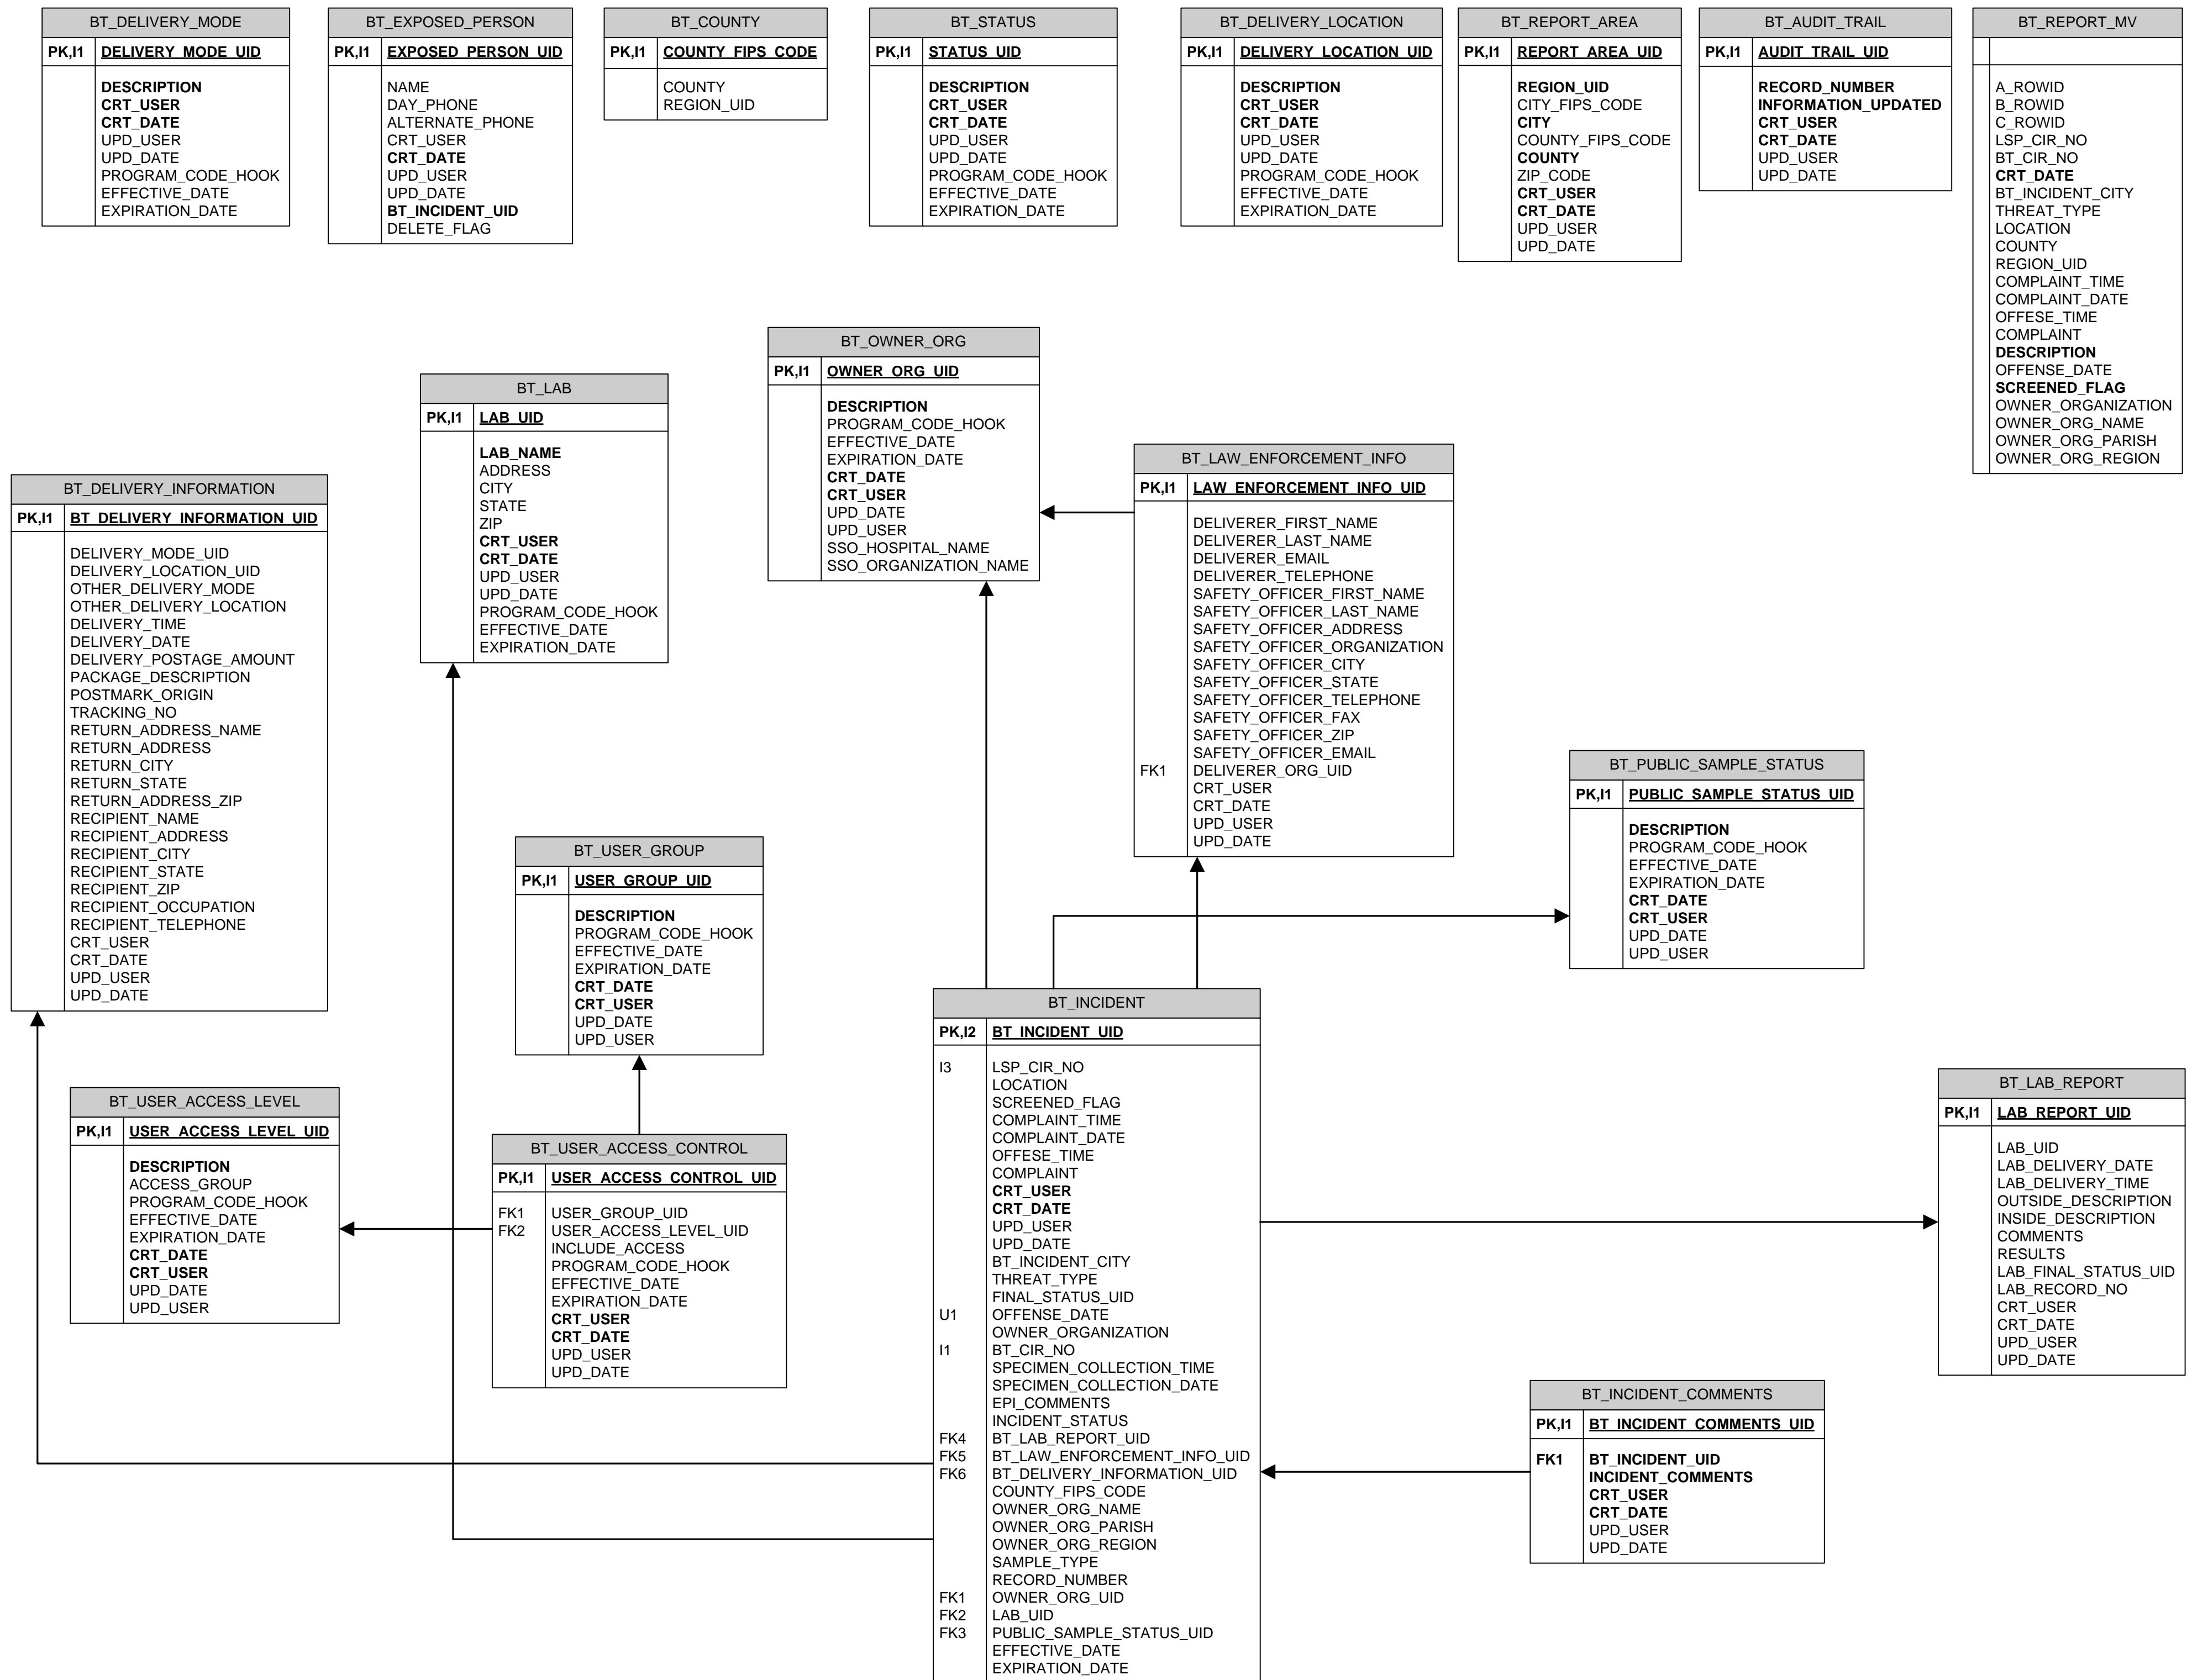 BT_DELIVERY_MODE
PK,I1 DELIVERY_MODE_UID
DESCRIPTION
CRT_USER
CRT_DATE
UPD_USER
UPD_DATE
PROGRAM_CODE_HOOK
EFFECTIVE_DATE
EXPIRATION_DATE
BT_EXPOSED_PERSON
PK,I1 EXPOSED_PERSON_UID
NAME
DAY_PHONE
ALTERNATE_PHONE
CRT_USER
CRT_DATE
UPD_USER
UPD_DATE
BT_INCIDENT_UID
DELETE_FLAG
BT_COUNTY
PK,I1 COUNTY_FIPS_CODE
COUNTY
REGION_UID
BT_STATUS
PK,I1 STATUS_UID
DESCRIPTION
CRT_USER
CRT_DATE
UPD_USER
UPD_DATE
PROGRAM_CODE_HOOK
EFFECTIVE_DATE
EXPIRATION_DATE
BT_DELIVERY_LOCATION
PK,I1 DELIVERY_LOCATION_UID
DESCRIPTION
CRT_USER
CRT_DATE
UPD_USER
UPD_DATE
PROGRAM_CODE_HOOK
EFFECTIVE_DATE
EXPIRATION_DATE
BT_REPORT_AREA
PK,I1 REPORT_AREA_UID
REGION_UID
CITY_FIPS_CODE
CITY
COUNTY_FIPS_CODE
COUNTY
ZIP_CODE
CRT_USER
CRT_DATE
UPD_USER
UPD_DATE
BT_AUDIT_TRAIL
PK,I1 AUDIT_TRAIL_UID
RECORD_NUMBER
INFORMATION_UPDATED
CRT_USER
CRT_DATE
UPD_USER
UPD_DATE
BT_REPORT_MV
A_ROWID
B_ROWID
C_ROWID
LSP_CIR_NO
BT_CIR_NO
CRT_DATE
BT_INCIDENT_CITY
THREAT_TYPE
LOCATION
COUNTY
REGION_UID
COMPLAINT_TIME
COMPLAINT_DATE
OFFESE_TIME
COMPLAINT
DESCRIPTION
OFFENSE_DATE
SCREENED_FLAG
OWNER_ORGANIZATION
OWNER_ORG_NAME
OWNER_ORG_PARISH
OWNER_ORG_REGION
BT_OWNER_ORG
PK,I1 OWNER_ORG_UID
DESCRIPTION
PROGRAM_CODE_HOOK
EFFECTIVE_DATE
EXPIRATION_DATE
CRT_DATE
CRT_USER
UPD_DATE
UPD_USER
SSO_HOSPITAL_NAME
SSO_ORGANIZATION_NAME
BT_LAB
PK,I1 LAB_UID
LAB_NAME
ADDRESS
CITY
STATE
ZIP
CRT_USER
CRT_DATE
UPD_USER
UPD_DATE
PROGRAM_CODE_HOOK
EFFECTIVE_DATE
EXPIRATION_DATE
BT_LAW_ENFORCEMENT_INFO
PK,I1 LAW_ENFORCEMENT_INFO_UID
DELIVERER_FIRST_NAME
DELIVERER_LAST_NAME
DELIVERER_EMAIL
DELIVERER_TELEPHONE
SAFETY_OFFICER_FIRST_NAME
SAFETY_OFFICER_LAST_NAME
SAFETY_OFFICER_ADDRESS
SAFETY_OFFICER_ORGANIZATION
SAFETY_OFFICER_CITY
SAFETY_OFFICER_STATE
SAFETY_OFFICER_TELEPHONE
SAFETY_OFFICER_FAX
SAFETY_OFFICER_ZIP
SAFETY_OFFICER_EMAIL
FK1 DELIVERER_ORG_UID
CRT_USER
CRT_DATE
UPD_USER
UPD_DATE
BT_DELIVERY_INFORMATION
PK,I1 BT_DELIVERY_INFORMATION_UID
DELIVERY_MODE_UID
DELIVERY_LOCATION_UID
OTHER_DELIVERY_MODE
OTHER_DELIVERY_LOCATION
DELIVERY_TIME
DELIVERY_DATE
DELIVERY_POSTAGE_AMOUNT
PACKAGE_DESCRIPTION
POSTMARK_ORIGIN
TRACKING_NO
RETURN_ADDRESS_NAME
RETURN_ADDRESS
RETURN_CITY
RETURN_STATE
RETURN_ADDRESS_ZIP
RECIPIENT_NAME
RECIPIENT_ADDRESS
RECIPIENT_CITY
RECIPIENT_STATE
RECIPIENT_ZIP
RECIPIENT_OCCUPATION
RECIPIENT_TELEPHONE
CRT_USER
CRT_DATE
UPD_USER
UPD_DATE
BT_PUBLIC_SAMPLE_STATUS
PK,I1 PUBLIC_SAMPLE_STATUS_UID
DESCRIPTION
PROGRAM_CODE_HOOK
EFFECTIVE_DATE
EXPIRATION_DATE
CRT_DATE
CRT_USER
UPD_DATE
UPD_USER
BT_USER_GROUP
PK,I1 USER_GROUP_UID
DESCRIPTION
PROGRAM_CODE_HOOK
EFFECTIVE_DATE
EXPIRATION_DATE
CRT_DATE
CRT_USER
UPD_DATE
UPD_USER
BT_USER_ACCESS_LEVEL
PK,I1 USER_ACCESS_LEVEL_UID
DESCRIPTION
ACCESS_GROUP
PROGRAM_CODE_HOOK
EFFECTIVE_DATE
EXPIRATION_DATE
CRT_DATE
CRT_USER
UPD_DATE
UPD_USER
BT_USER_ACCESS_CONTROL
PK,I1 USER_ACCESS_CONTROL_UID
FK1 USER_GROUP_UID
FK2 USER_ACCESS_LEVEL_UID
INCLUDE_ACCESS
PROGRAM_CODE_HOOK
EFFECTIVE_DATE
EXPIRATION_DATE
CRT_USER
CRT_DATE
UPD_USER
UPD_DATE
BT_INCIDENT
PK,I2 BT_INCIDENT_UID
I3 LSP_CIR_NO
LOCATION
SCREENED_FLAG
COMPLAINT_TIME
COMPLAINT_DATE
OFFESE_TIME
COMPLAINT
CRT_USER
CRT_DATE
UPD_USER
UPD_DATE
BT_INCIDENT_CITY
THREAT_TYPE
FINAL_STATUS_UID
U1 OFFENSE_DATE
OWNER_ORGANIZATION
I1 BT_CIR_NO
SPECIMEN_COLLECTION_TIME
SPECIMEN_COLLECTION_DATE
EPI_COMMENTS
INCIDENT_STATUS
FK4 BT_LAB_REPORT_UID
FK5 BT_LAW_ENFORCEMENT_INFO_UID
FK6 BT_DELIVERY_INFORMATION_UID
COUNTY_FIPS_CODE
OWNER_ORG_NAME
OWNER_ORG_PARISH
OWNER_ORG_REGION
SAMPLE_TYPE
RECORD_NUMBER
FK1 OWNER_ORG_UID
FK2 LAB_UID
FK3 PUBLIC_SAMPLE_STATUS_UID
EFFECTIVE_DATE
EXPIRATION_DATE
BT_LAB_REPORT
PK,I1 LAB_REPORT_UID
LAB_UID
LAB_DELIVERY_DATE
LAB_DELIVERY_TIME
OUTSIDE_DESCRIPTION
INSIDE_DESCRIPTION
COMMENTS
RESULTS
LAB_FINAL_STATUS_UID
LAB_RECORD_NO
CRT_USER
CRT_DATE
UPD_USER
UPD_DATE
BT_INCIDENT_COMMENTS
PK,I1 BT_INCIDENT_COMMENTS_UID
FK1 BT_INCIDENT_UID
INCIDENT_COMMENTS
CRT_USER
CRT_DATE
UPD_USER
UPD_DATE